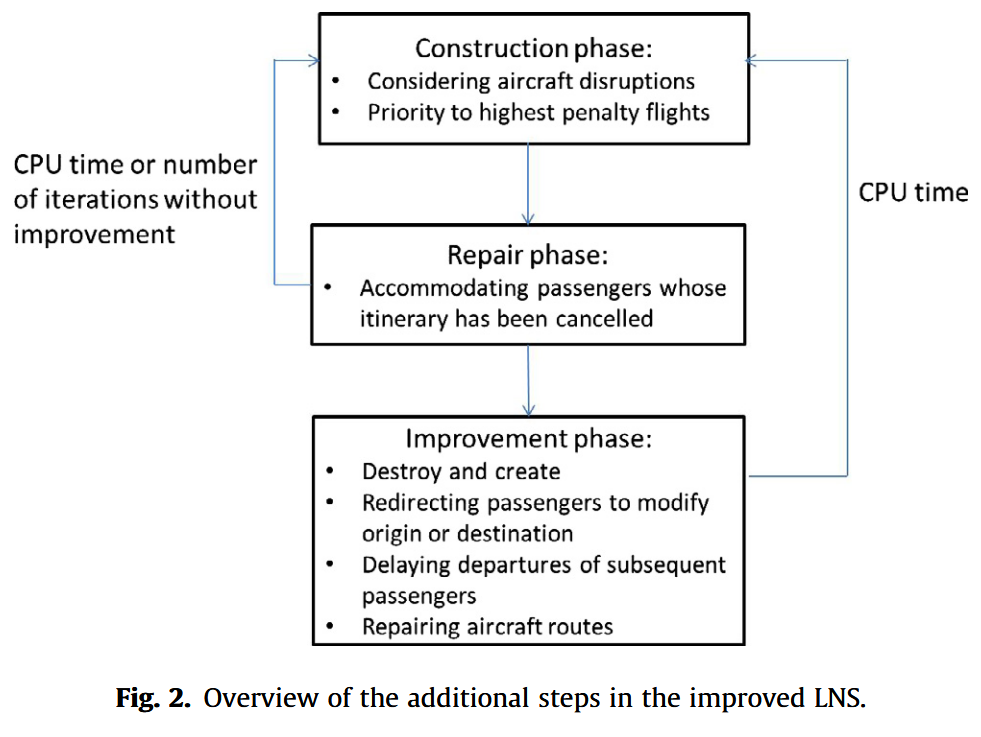 Construction phase:
• Considering aircraft disruptions
• Priority to highest penalty flights
CPU time or number
of iterations without
improvement
CPU time
Repair phase:
• Accommodating passengers whose
itinerary has been cancelled
Improvement phase:
• Destroy and create
• Redirecting passengers to modify
origin or destination
• Delaying departures of subsequent
passengers
• Repairing aircraft routes
Fig. 2. Overview of the additional steps in the improved LNS.